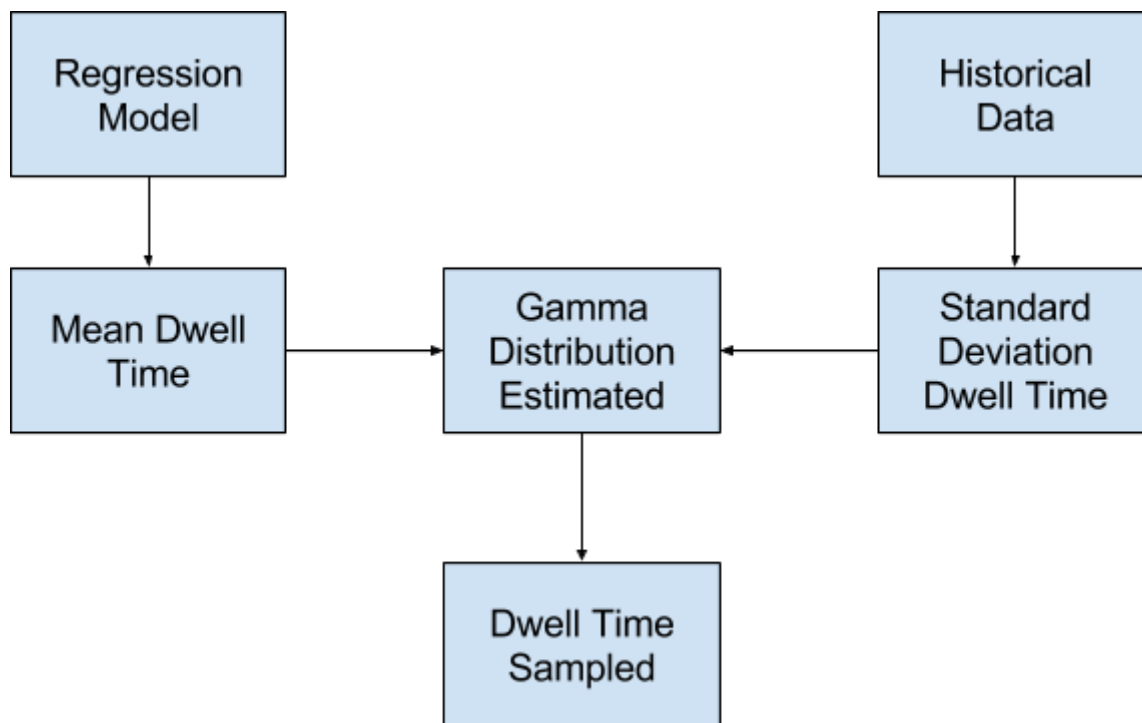 Regression
Model
Historical
Data
Mean Dwell
Time
Gamma
Distribution
Estimated
Standard
Deviation
Dwell Time
Dwell Time
Sampled